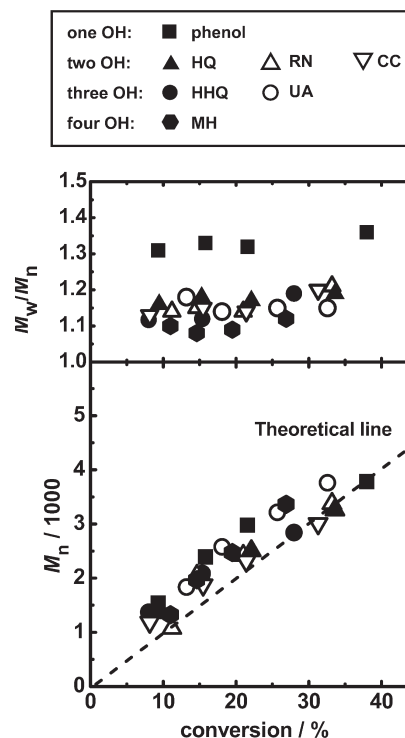 one OH: phenol
two OH: HQ RN CC
three OH: HHQ UA
four OH: MH
1.5
1.4
1.3
1.2
1.1
1.0
Mw/Mn
5
4
3
2
1
0
Mn / 1000
Theoretical line
0 10 20 30 40
conversion / %